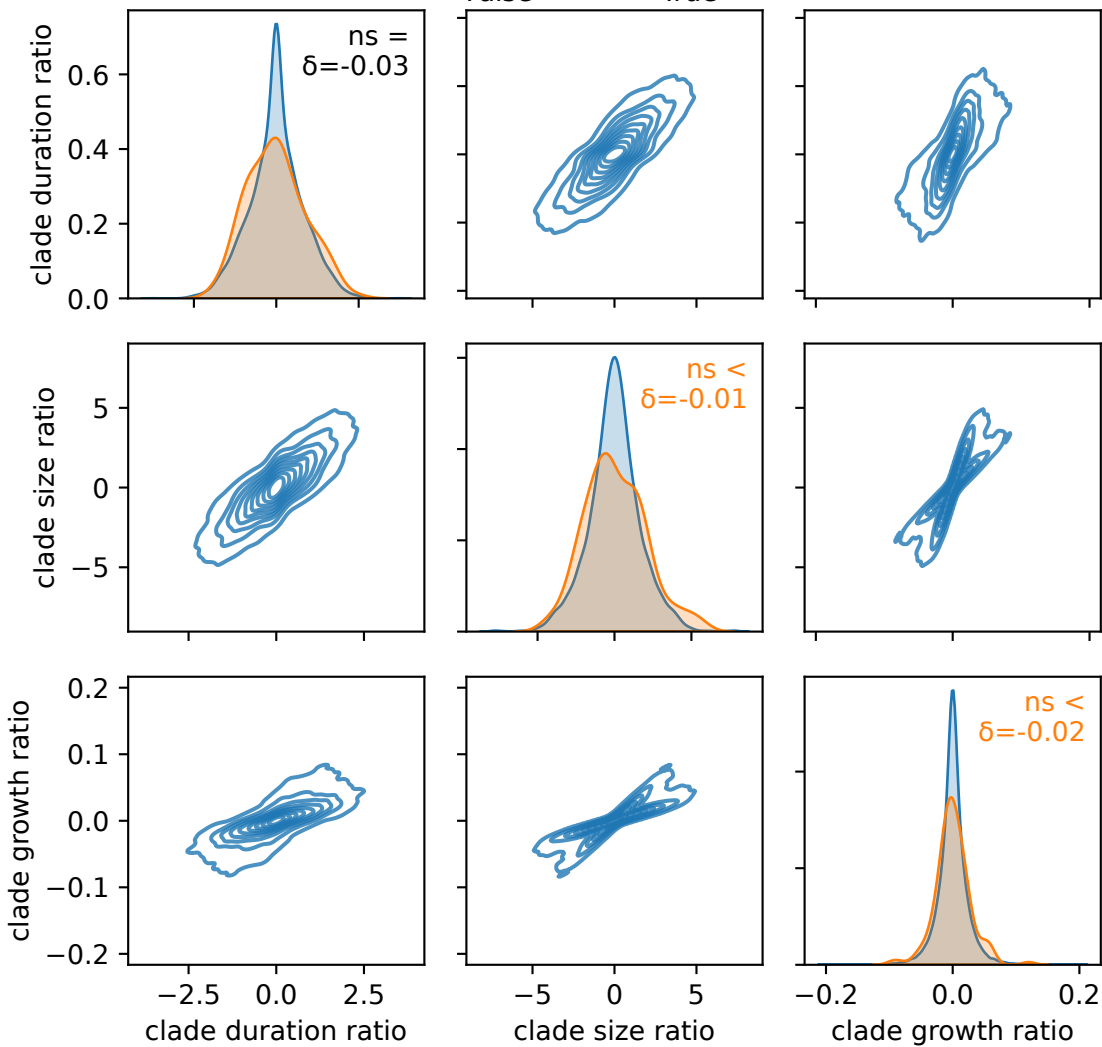 clade duration ratio
0.6
0.4
0.2
0.0
ns =
δ=-0.03
clade size ratio
5
0
−5
ns <
δ=-0.01
clade growth ratio
0.2
0.1
0.0
−0.1
−0.2
ns <
δ=-0.02
−2.5 0.0 2.5
−5 0 5
−0.2 0.0 0.2
clade duration ratio
clade size ratio
clade growth ratio